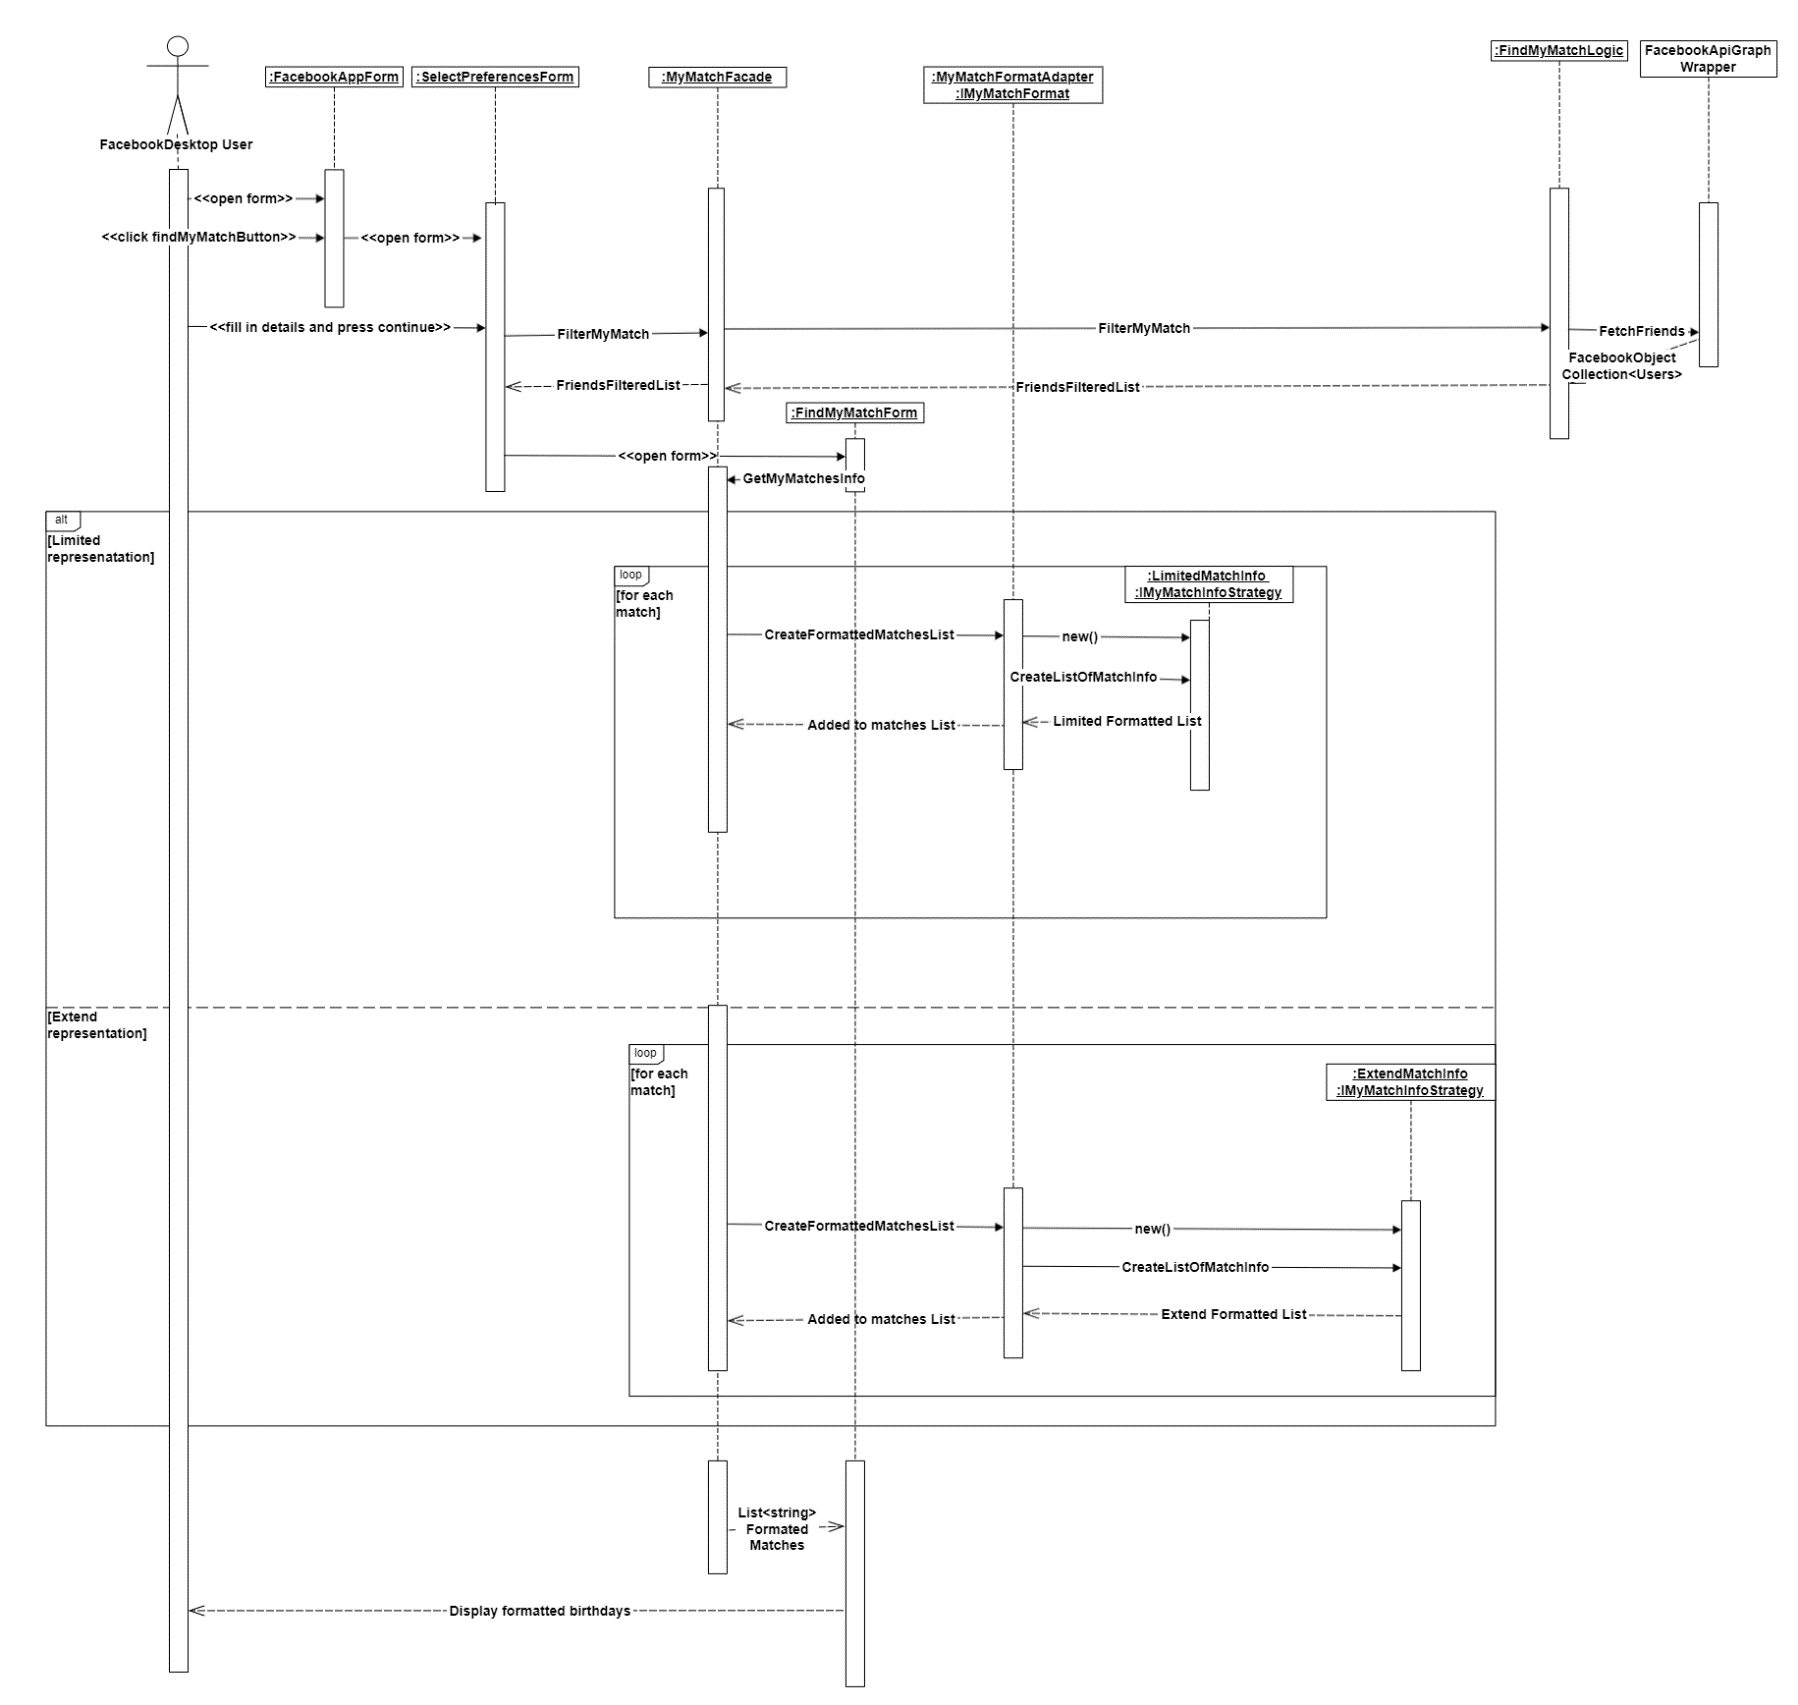 :FindMyMatchLogic
FacebookApiGraph
Wrapper
:FacebookAppForm
:SelectPreferencesForm
:MyMatchFacade
:MyMatchFormatAdapter
:IMyMatchFormat
FacebookDesktop User
<<open form>>
<<click findMyMatchButton>>
<<open form>>
<<fill in details and press continue>>
FilterMyMatch
FilterMyMatch
FetchFriends
FacebookObject
Collection<Users>
FriendsFilteredList
FriendsFilteredList
:FindMyMatchForm
<<open form>>
GetMyMatchesInfo
alt
[Limited
represenatation]
loop
[for each
match]
:LimitedMatchInfo
:IMyMatchInfoStrategy
CreateFormattedMatchesList
new()
CreateListOfMatchInfo
Limited Formatted List
Added to matches List
[Extend
representation]
loop
[for each
match]
:ExtendMatchInfo
:IMyMatchInfoStrategy
CreateFormattedMatchesList
new()
CreateListOfMatchInfo
Extend Formatted List
Added to matches List
List<string>
Formated
Matches
Display formatted birthdays